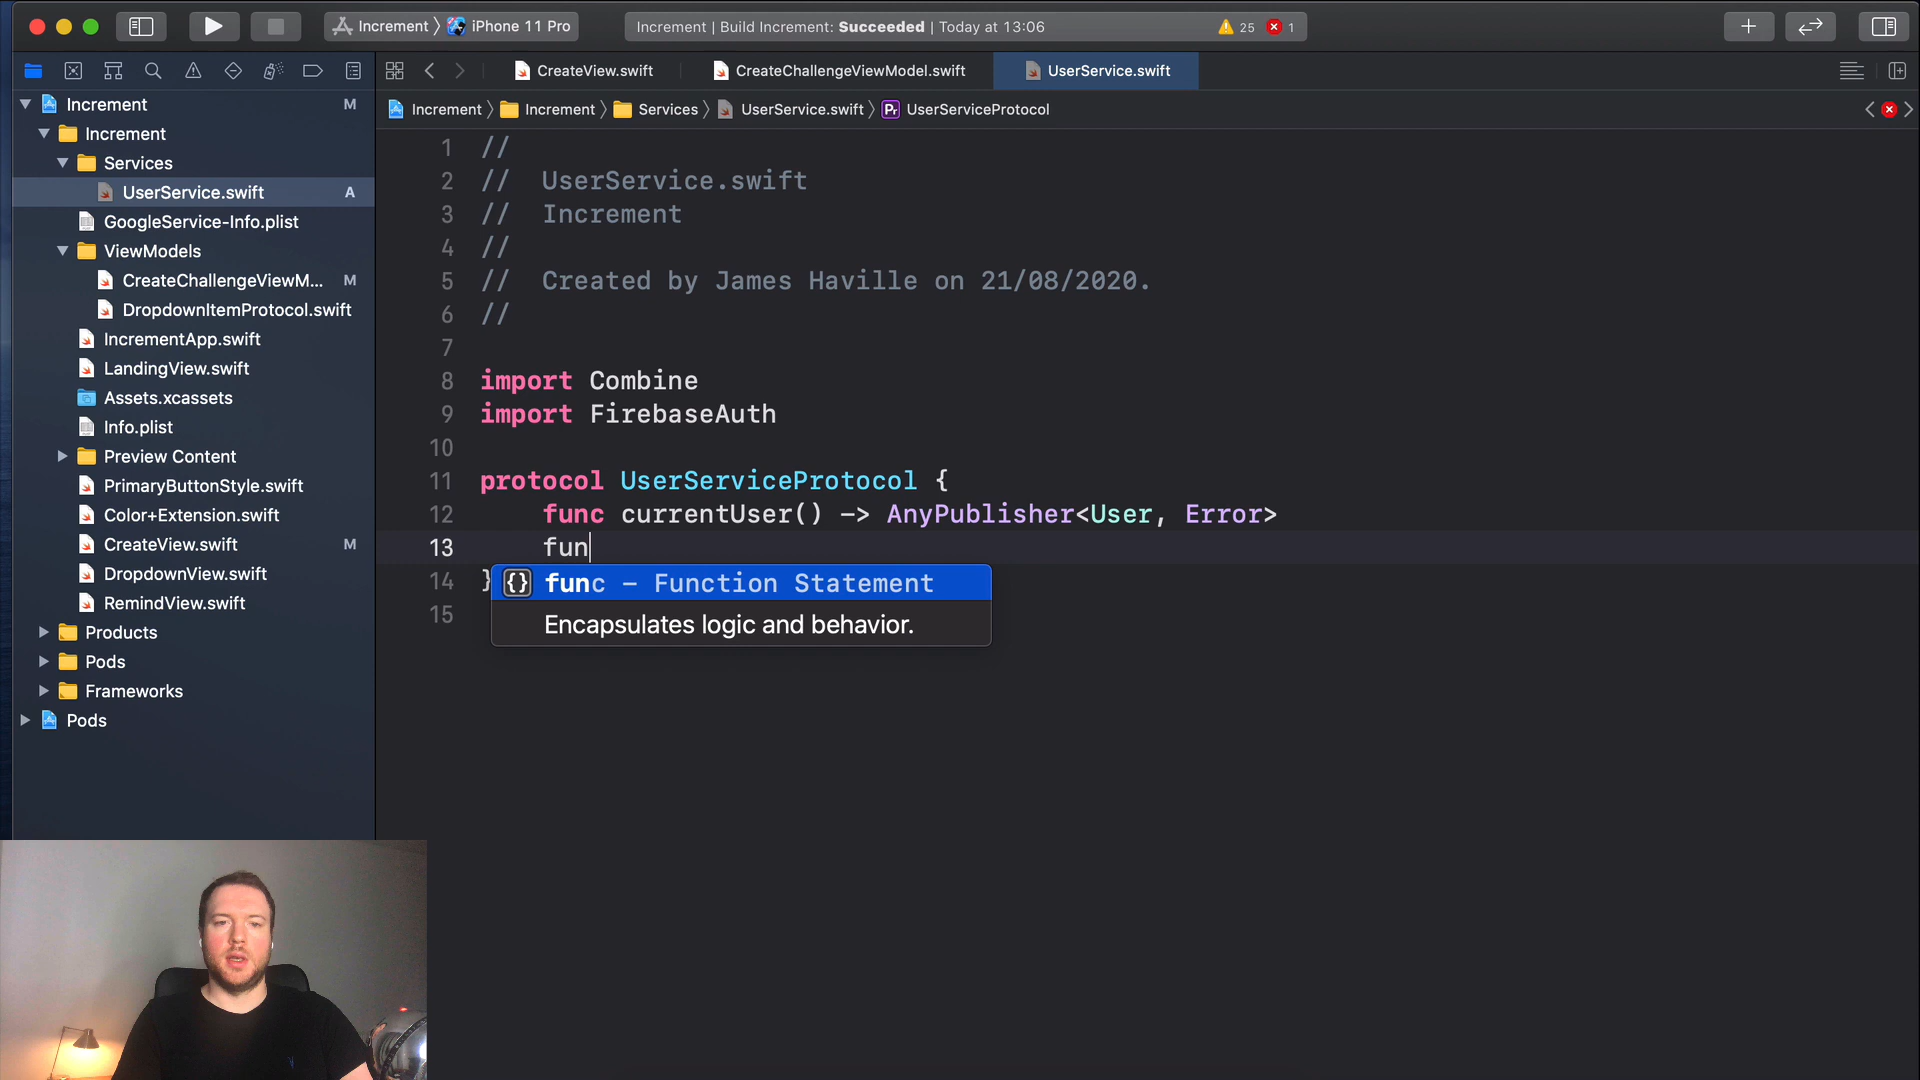 Increment
iPhone 11 Pro
Increment | Build Increment: Succeeded | Today at 13:06
25
1
CreateView.swift
CreateChallengeViewModel.swift
UserService.swift
Increment
M
Increment
Increment
Services
UserService.swift
Pr
UserServiceProtocol
Increment
Services
UserService.swift
A
GoogleService-Info.plist
ViewModels
CreateChallengeViewM...
M
DropdownItemProtocol.swift
IncrementApp.swift
LandingView.swift
Assets.xcassets
Info.plist
Preview Content
PrimaryButtonStyle.swift
Color+Extension.swift
CreateView.swift
M
DropdownView.swift
RemindView.swift
Products
Pods
Frameworks
Pods
1 //
2 // UserService.swift
3 // Increment
4 //
5 // Created by James Haville on 21/08/2020.
6 //
7
8 import Combine
9 import FirebaseAuth
10
11 protocol UserServiceProtocol {
12 func currentUser() -> AnyPublisher<User, Error>
13 fun
14 }
{} func – Function Statement
Encapsulates logic and behavior.
15